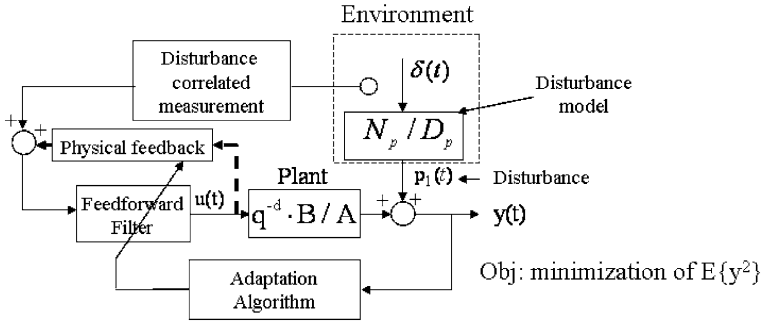 Environment
Disturbance
correlated
measurement
δ(t)
Disturbance
model
N_p / D_p
+
+
Physical feedback
p₁(t)
Disturbance
Plant
Feedforward
Filter
u(t)
q⁻ᵈ · B / A
+
+
y(t)
Adaptation
Algorithm
Obj: minimization of E{y²}